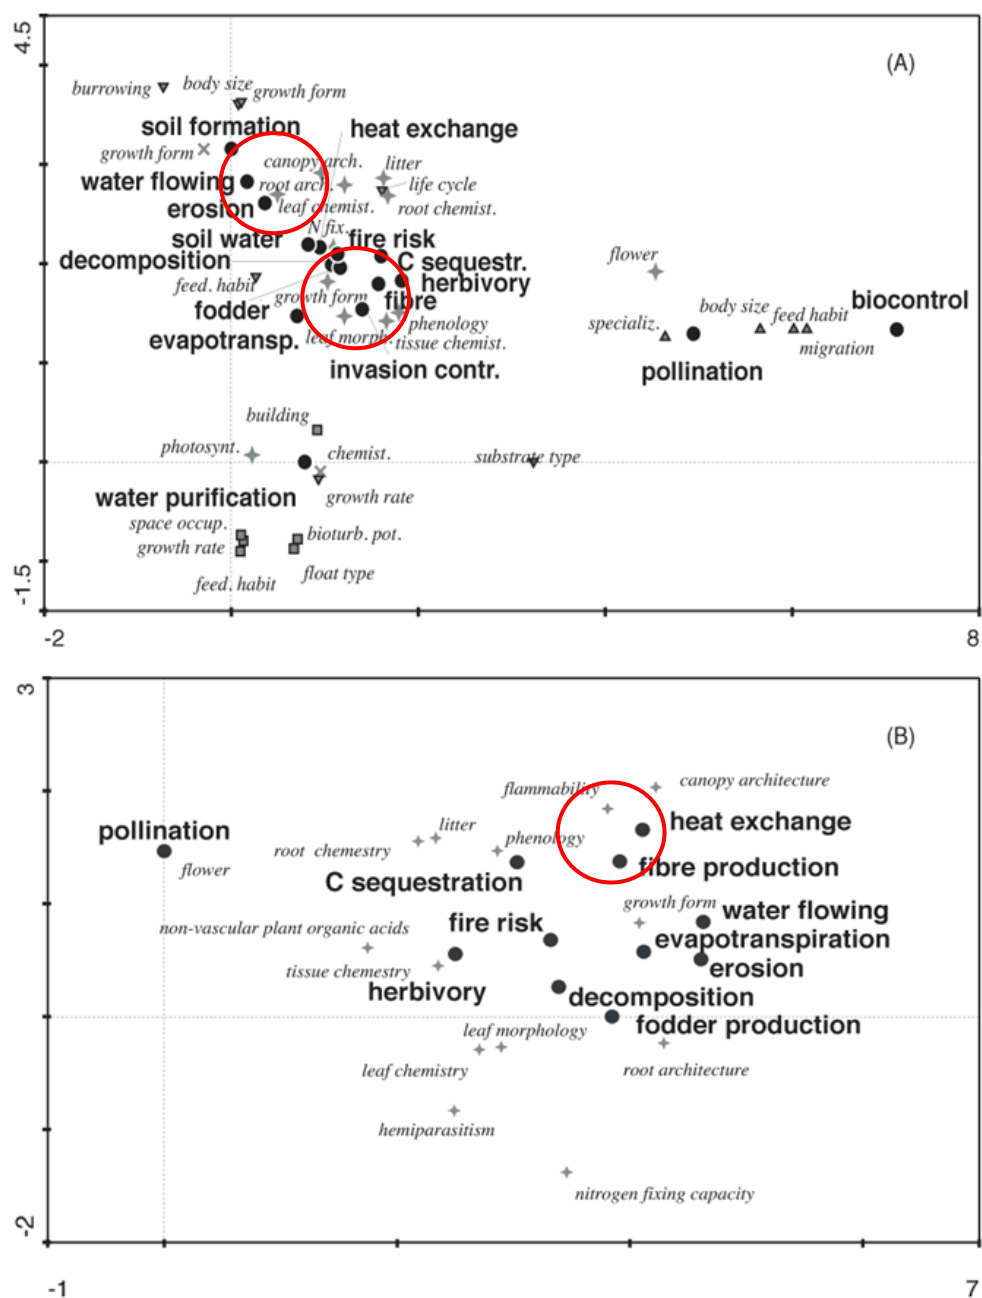 4.5
(A)
burrowing
body size
growth form
soil formation
heat exchange
growth form
canopy arch.
litter
water flowing
root arch.
life cycle
erosion
leaf chemist.
root chemist.
N fix.
soil water
fire risk
decomposition
C sequestr.
flower
feed. habit
herbivory
growth form
fibre
fodder
body size
biocontrol
evapotransp.
leaf morph.
phenology
specializ.
feed habit
tissue chemist.
migration
invasion contr.
pollination
building
photosynt.
chemist.
substrate type
water purification
growth rate
space occup.
bioturb. pot.
growth rate
float type
feed. habit
-1.5
-2
8
3
(B)
flammability
canopy architecture
pollination
litter
heat exchange
root chemestry
phenology
flower
C sequestration
fibre production
growth form
fire risk
water flowing
non-vascular plant organic acids
evapotranspiration
tissue chemestry
erosion
herbivory
decomposition
fodder production
leaf morphology
leaf chemistry
root architecture
hemiparasitism
nitrogen fixing capacity
-2
-1
7